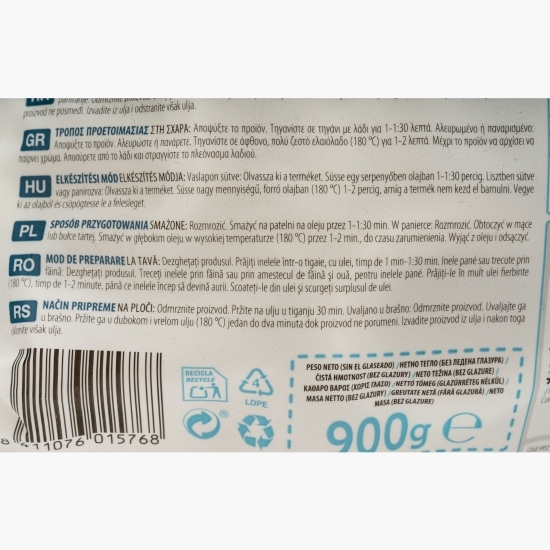 proizvod ne posmeđi. Izvadite iz ulja i odstranite višak ulja.
GR ΤΡΟΠΟΣ ΠΡΟΕΤΟΙΜΑΣΙΑΣ ΣΤΗ ΣΧΑΡΑ: Αποψύξτε το προϊόν. Τηγανίστε σε τηγάνι με λάδι για 1-1:30 λεπτά. Αλευρωμένο ή παναρισμένο:
Αποψύξτε το προϊόν. Αλευρώστε ή πανάρετε. Τηγανίστε σε άφθονο, πολύ ζεστό ελαιόλαδο (180 °C) για 1-2 λεπτά. Μέχρι το προϊόν να αρχίσει να
παίρνει χρώμα. Αποσύρετε από το λάδι και στραγγίστε το πλεόνασμα λαδιού.
HU ELKÉSZÍTÉSI MÓD ELKÉSZÍTÉS MÓDJA: Vaslapon sütve: Olvassza ki a terméket. Süsse egy serpenyőben olajban 1-1:30 percig. Lisztben sütve
vagy panírozva: Olvassza ki a terméket. Süsse nagy mennyiségű, forró olajban (180 °C) 1-2 percig, amíg a termék nem kezd el barnulni. Vegye
ki az olajból és csöpögtesse le a felesleget.
PL SPOSÓB PRZYGOTOWANIA SMAŻONE: Rozmrozić. Smażyć na patelni na oleju przez 1-1:30 min. W panierce: Rozmrozić. Obtoczyć w mące
lub bulce tartej. Smażyć w głębokim oleju w wysokiej temperaturze (180 °C) przez 1-2 min., do czasu zarumienienia. Wyjąć z oleju i odsączyć.
RO MOD DE PREPARARE LA TAVĂ: Dezghețați produsul. Prăjiți inelele într-o tigaie, cu ulei, timp de 1 min-1:30 min. Inele pane sau trecute prin
făină: Dezghețați produsul. Treceți inelele prin făină sau prin amestecul de făină și ouă, pentru inelele pané. Prăjiți-le în mult ulei fierbinte
(180 °C), timp de 1-2 minute, până ce inelele încep să devină aurii. Scoateți-le din ulei și scurgeți surplusul de ulei.
RS NAČIN PRIPREME NA PLOČI: Odmrznite proizvod. Pržite na ulju u tiganju 30 min. Uvaljano u brašno: Odmrznite proizvod. Uvaljajte ga
u brašno. Pržite ga u dubokom i vrelom ulju (180 °C) jedan do dva minuta dok proizvod ne porumeni. Izvadite proizvod iz ulja i nakon toga
višak ulja.
RECICLA
RECYCLE
4
LDPE
8 411076 015768
PESO NETO (SIN EL GLASEADO) / НЕТНО ТЕГЛО (БЕЗ ЛЕДЕНА ГЛАЗУРА) /
ČISTÁ HMOTNOST (BEZ GLAZURY) / NETO TEŽINA (BEZ GLAZURE) /
ΚΑΘΑΡΟ ΒΑΡΟΣ (ΧΩΡΙΣ ΓΛΑΣΟ) / NETTÓ TÖMEG (GLAZÚRRÉTEG NÉLKÜL) /
MASA NETTO (BEZ GLAZURY) / GREUTATE NETĂ (FĂRĂ GLAZURĂ) / NETO
MASA (BEZ GLAZURE)
900g e